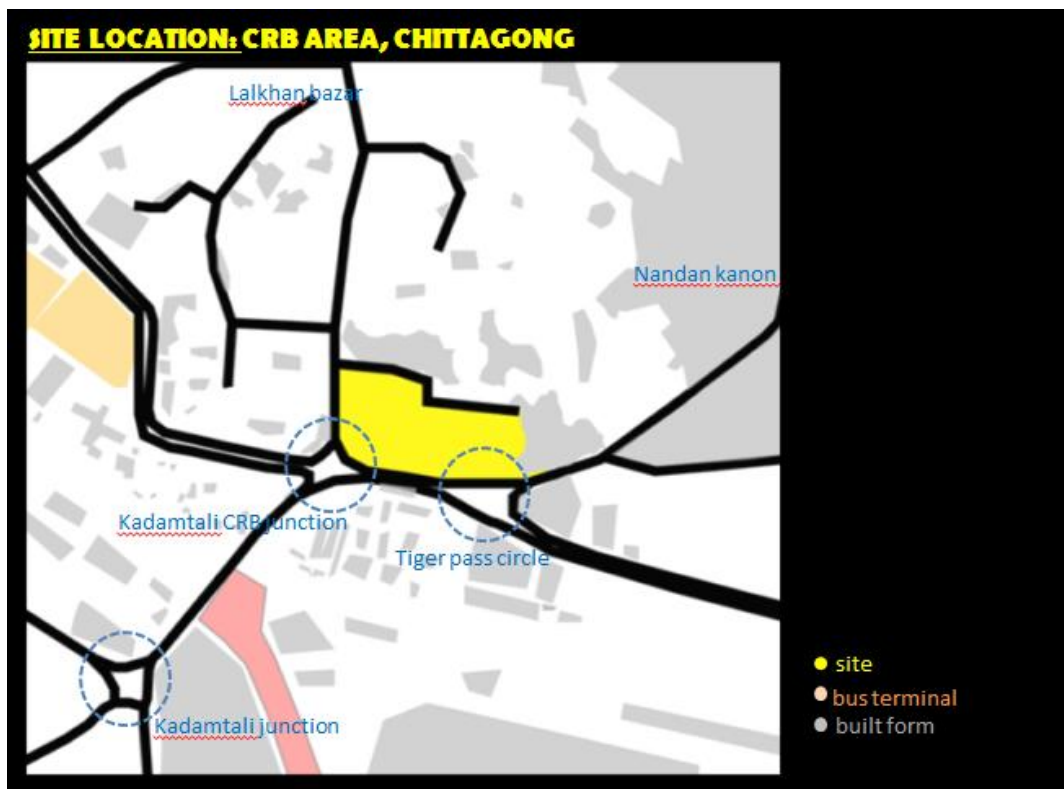 SITE LOCATION: CRB AREA, CHITTAGONG
Lalkhan bazar
Nandan kanon
Kadamtali CRB junction
Tiger pass circle
Kadamtali junction
site
bus terminal
built form